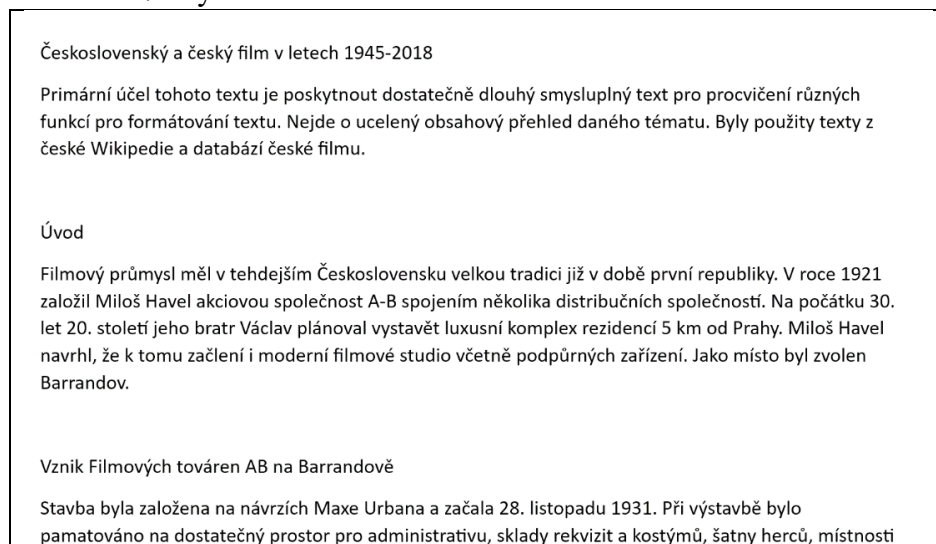 Československý a český film v letech 1945-2018
Primární účel tohoto textu je poskytnout dostatečně dlouhý smysluplný text pro procvičení různých
funkcí pro formátování textu. Nejde o ucelený obsahový přehled daného tématu. Byly použity texty z
české Wikipedie a databází české filmu.
Úvod
Filmový průmysl měl v tehdejším Československu velkou tradici již v době první republiky. V roce 1921
založil Miloš Havel akciovou společnost A-B spojením několika distribučních společností. Na počátku 30.
let 20. století jeho bratr Václav plánoval vystavět luxusní komplex rezidencí 5 km od Prahy. Miloš Havel
navrhl, že k tomu začlení i moderní filmové studio včetně podpůrných zařízení. Jako místo byl zvolen
Barrandov.
Vznik Filmových továren AB na Barrandově
Stavba byla založena na návrzích Maxe Urbana a začala 28. listopadu 1931. Při výstavbě bylo
pamatováno na dostatečný prostor pro administrativu, sklady rekvizit a kostýmů, šatny herců, místnosti